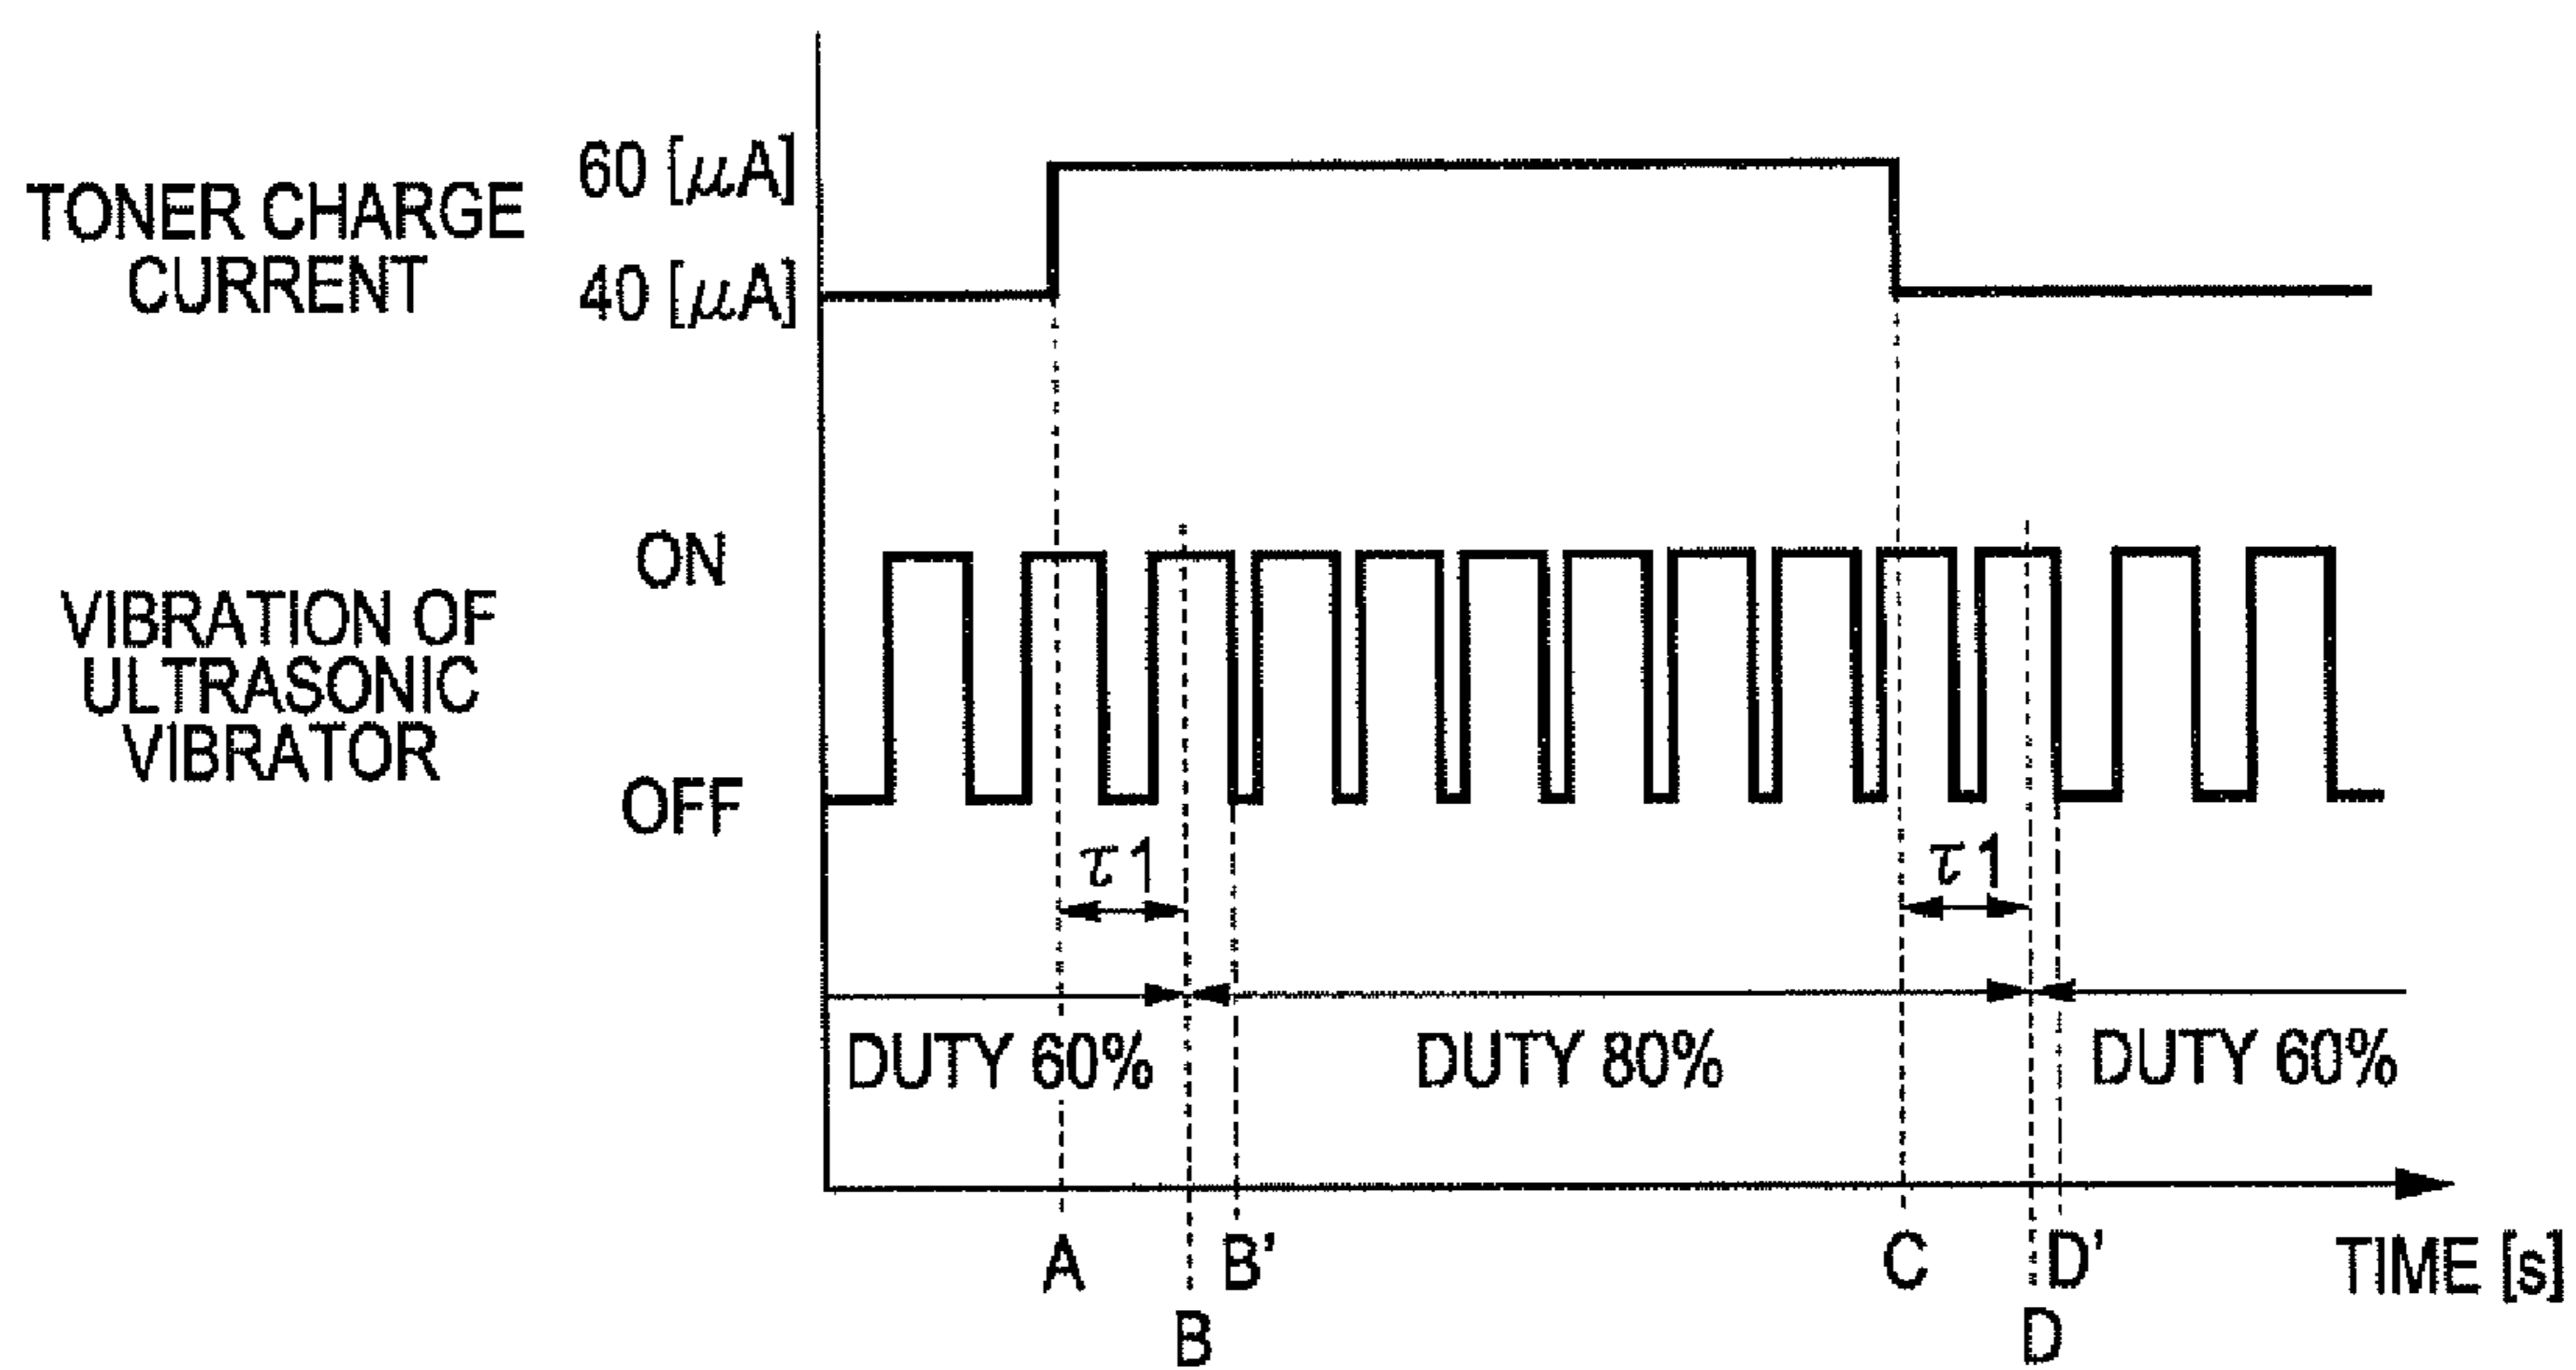 60 [μA]
TONER CHARGE
CURRENT
40 [μA]
ON
VIBRATION OF
ULTRASONIC
VIBRATOR
OFF
τ1
τ1
DUTY 60%
DUTY 80%
DUTY 60%
A
B
B'
C
D
D'
TIME [s]